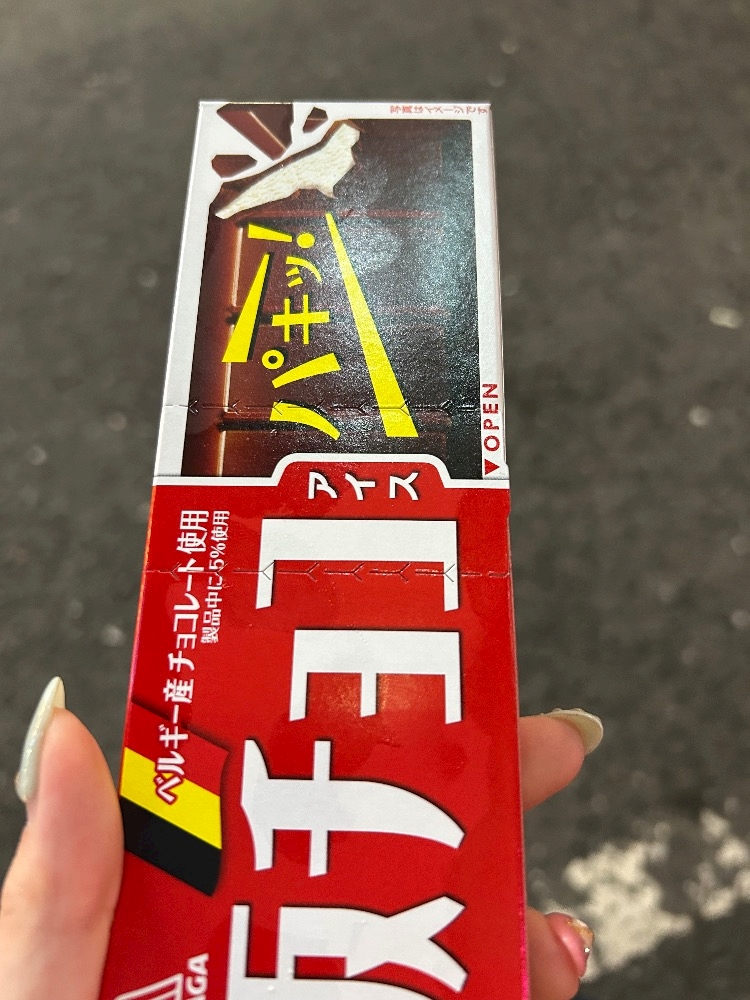 写真はイメージです
パキッ!
OPEN
アイス
板チョコ
ベルギー産チョコレート使用
製品中に5%使用